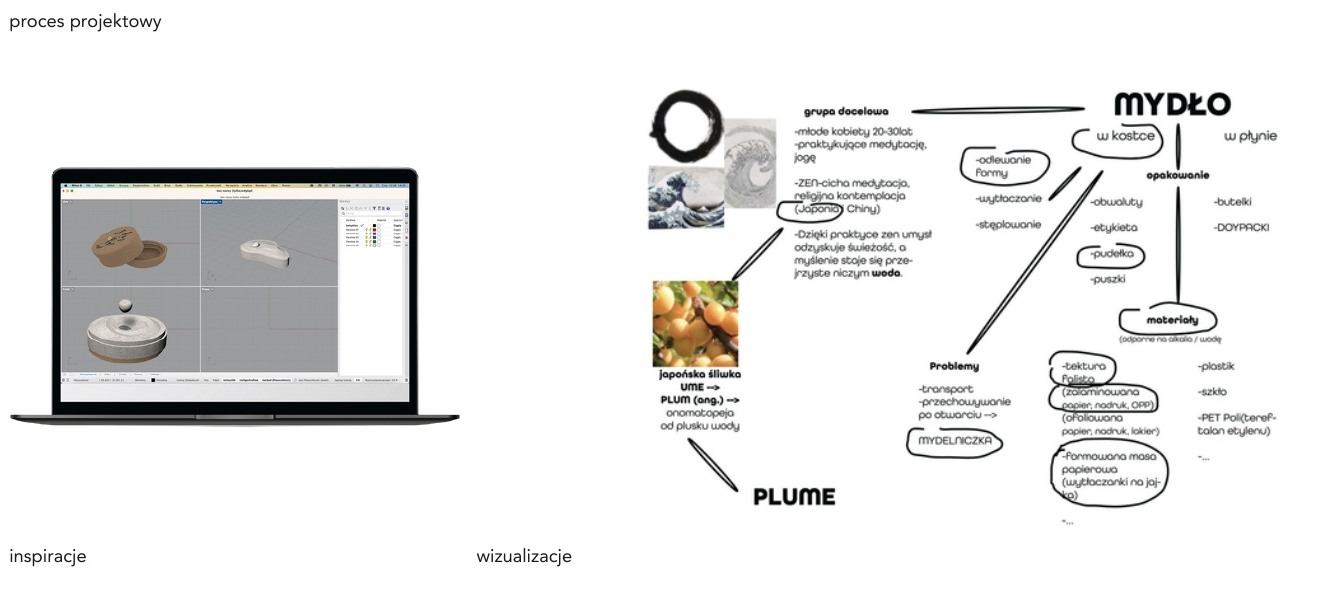 proces projektowy
MYDŁO
grupa docelowa
-młode kobiety 20-30lat
-praktykujące medytację,
jogę
-ZEN-cicha medytacja,
religijna kontemplacja
(Japonia, Chiny)
-Dzięki praktyce zen umysł
odzyskuje świeżość, a
myślenie staje się prze-
jrzyste niczym woda.
japońska śliwka
UME -->
PLUM (ang.) -->
onomatopeja
od plusku wody
PLUME
w kostce
-odlewanie
formy
-wytłaczanie
-stęplowanie
w płynie
opakowanie
-obwaluty
-etykieta
-pudełka
-puszki
-butelki
-DOYPACKI
materiały
(odporne na alkalia / wodę
-tektura
falista
(zalaminowana
papier, nadruk, OPP)
(ofoliowana
papier, nadruk, lakier)
-formowana masa
papierowa
(wytłaczanki na jaj-
ka)
-...
-plastik
-szkło
-PET Poli(teref-
talan etylenu)
-...
Problemy
-transport
-przechowywanie
po otwarciu -->
MYDELNICZKA
inspiracje
wizualizacje